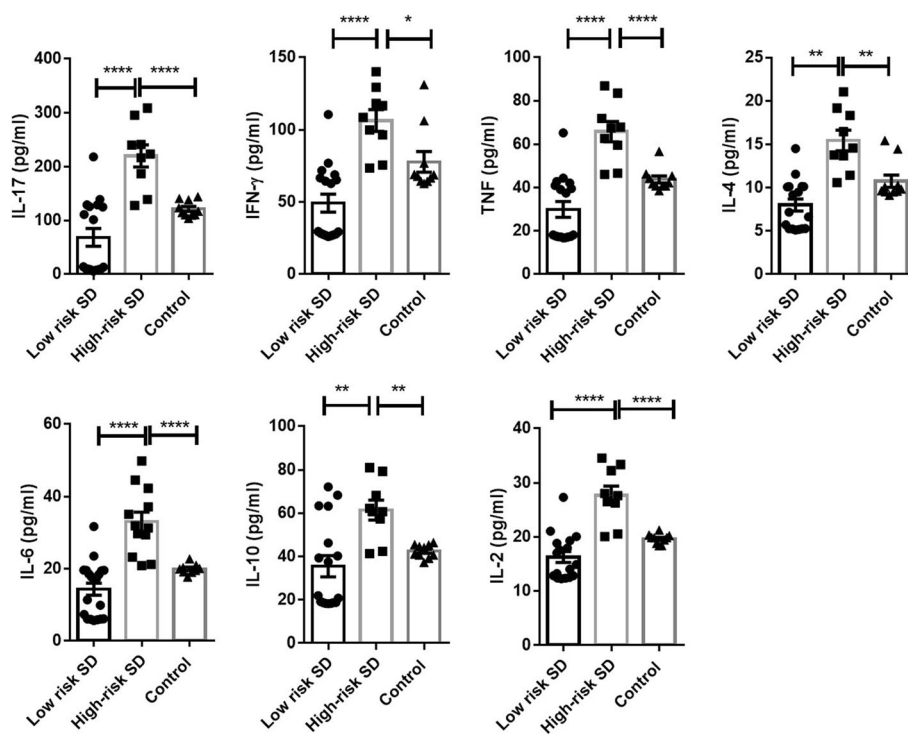 **** ****
400
300
200
100
0
IL-17 (pg/ml)
Low risk SD
High-risk SD
Control
**** *
150
100
50
0
IFN-γ (pg/ml)
Low risk SD
High-risk SD
Control
**** ****
100
80
60
40
20
0
TNF (pg/ml)
Low risk SD
High-risk SD
Control
** **
25
20
15
10
5
0
IL-4 (pg/ml)
Low risk SD
High-risk SD
Control
**** ****
60
40
20
0
IL-6 (pg/ml)
Low risk SD
High-risk SD
Control
** **
100
80
60
40
20
0
IL-10 (pg/ml)
Low risk SD
High-risk SD
Control
**** ****
40
30
20
10
0
IL-2 (pg/ml)
Low risk SD
High-risk SD
Control